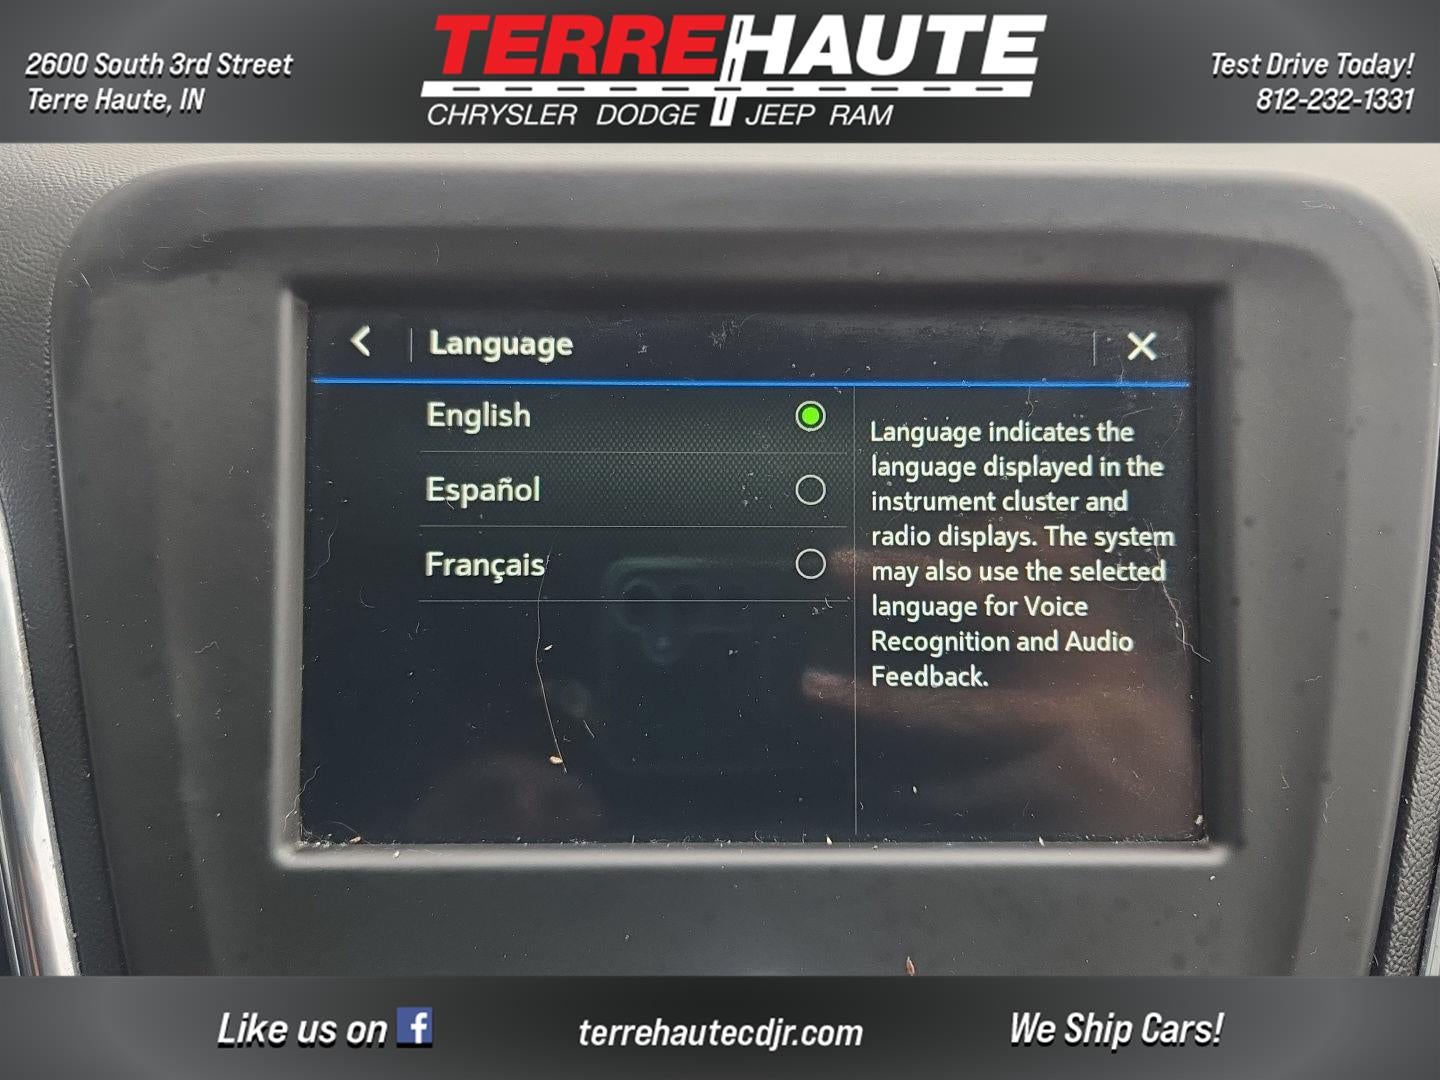 2600 South 3rd Street
Terre Haute, IN
TERRE HAUTE
CHRYSLER DODGE JEEP RAM
Test Drive Today!
812-232-1331
Language
English
Español
Français
Language indicates the
language displayed in the
instrument cluster and
radio displays. The system
may also use the selected
language for Voice
Recognition and Audio
Feedback.
Like us on f
terrehautecdjr.com
We Ship Cars!